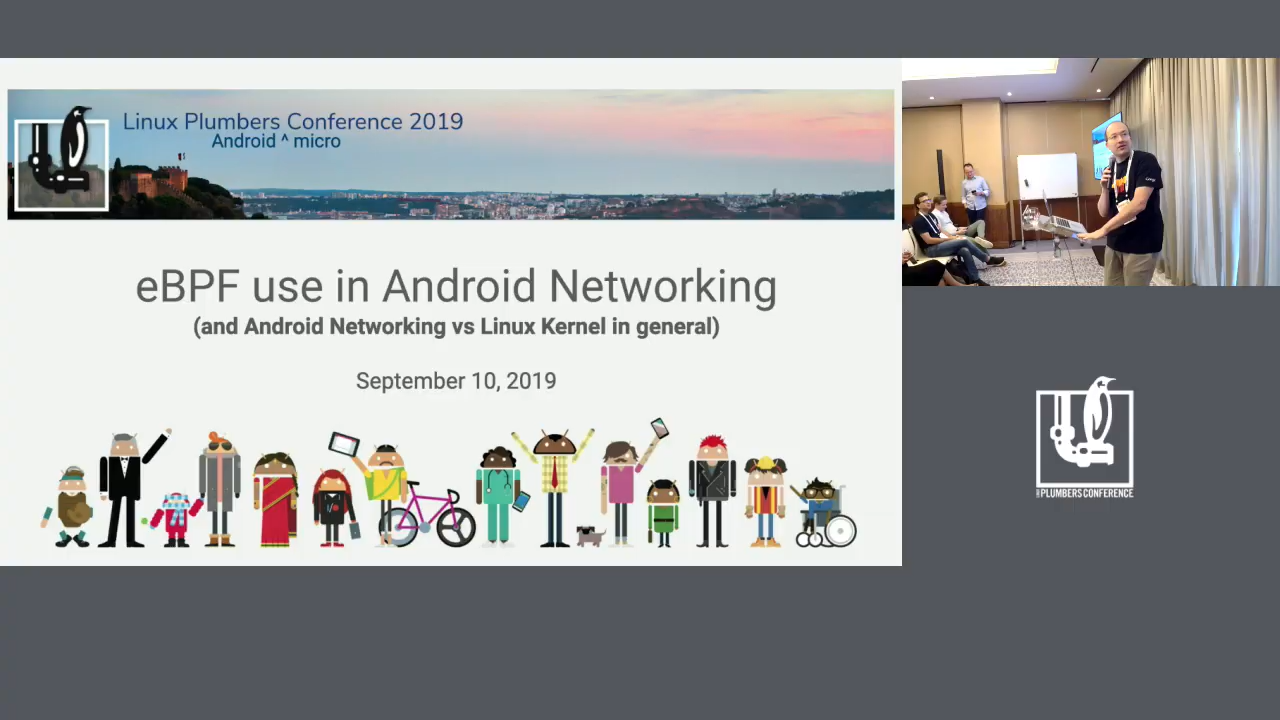 Linux Plumbers Conference 2019
Android ^ micro
eBPF use in Android Networking
(and Android Networking vs Linux Kernel in general)
September 10, 2019
PLUMBERS CONFERENCE